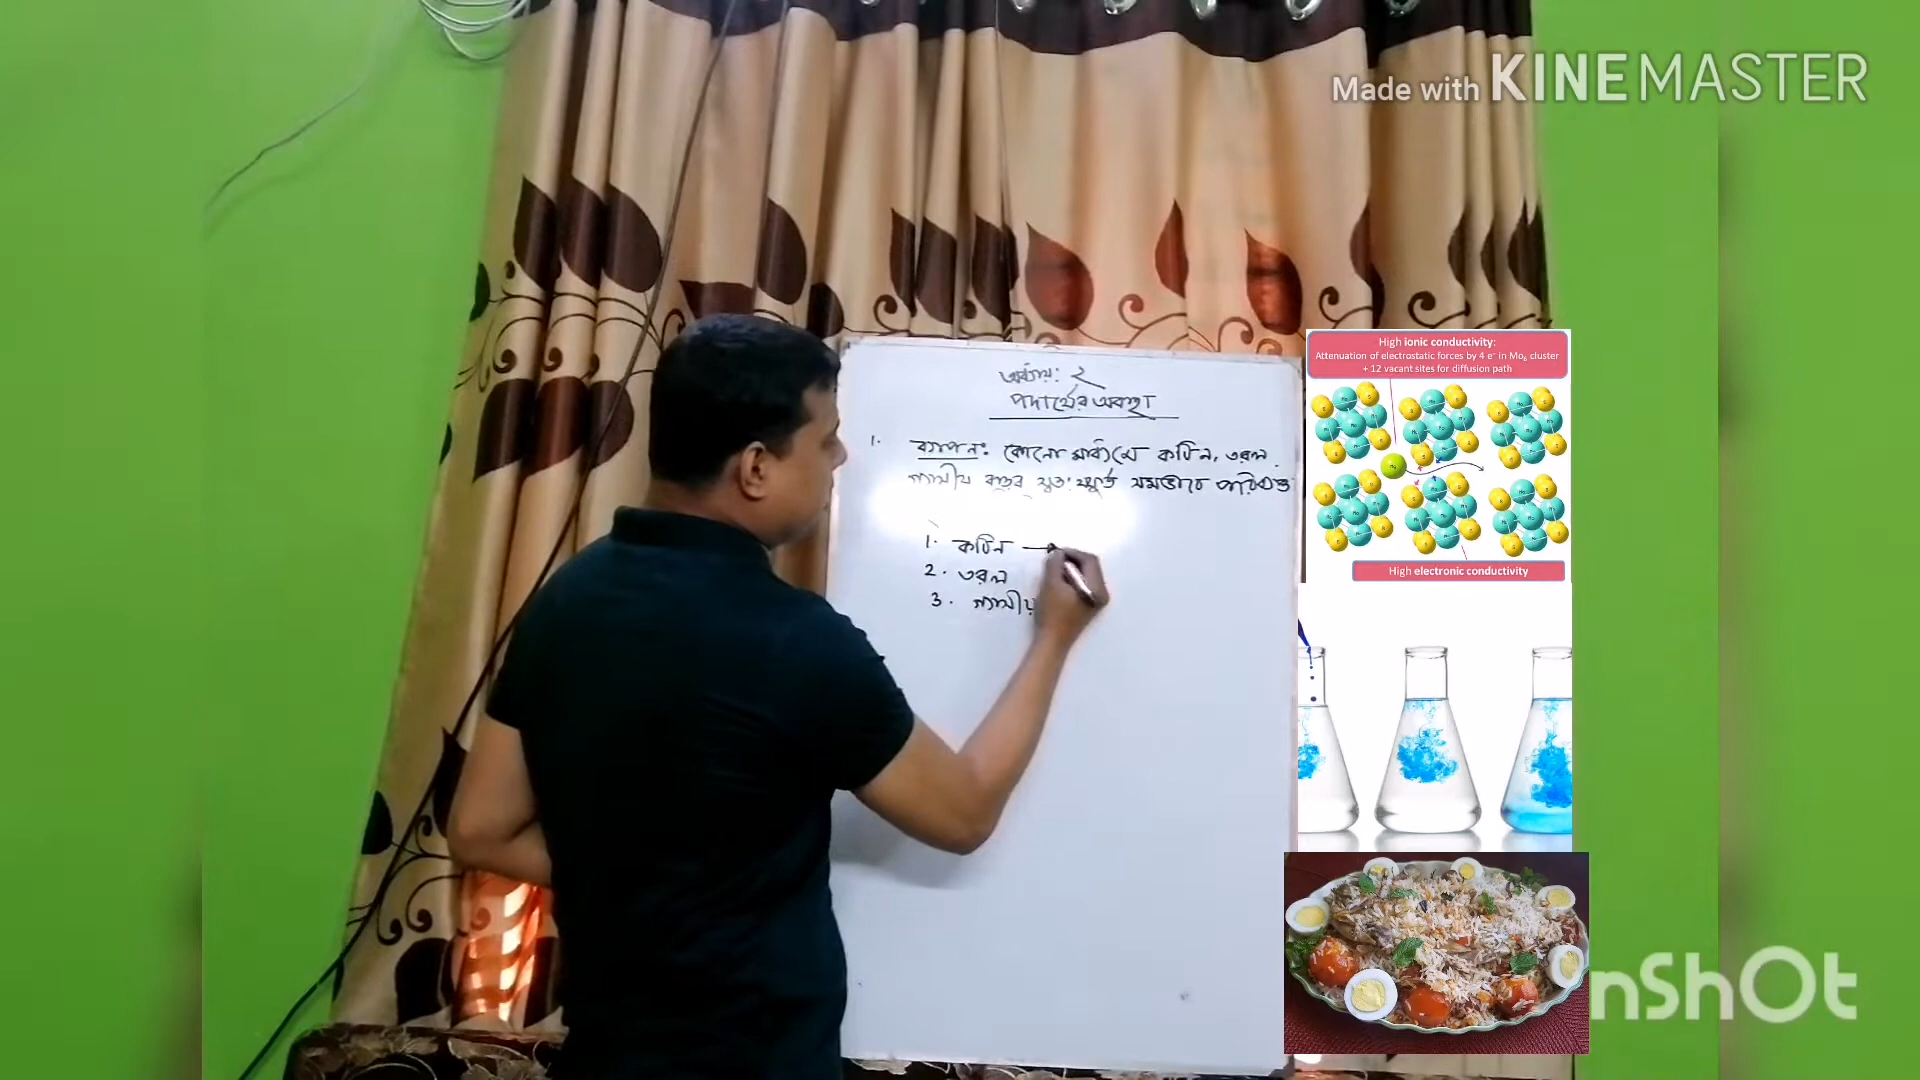 Made with KINEMASTER
অধ্যায়: ২
পদার্থের অবস্থা
1. ব্যাপনঃ কোনো মাধ্যমে কঠিন, তরল,
গ্যাসীয় বস্তুর স্বতঃস্ফূর্ত সমভাবে পরিব্যাপ্ত
1. কঠিন →
2. তরল
3. গ্যাসীয়
High ionic conductivity:
Attenuation of electrostatic forces by 4 e⁻ in Mo₆ cluster
+ 12 vacant sites for diffusion path
High electronic conductivity
nShOt